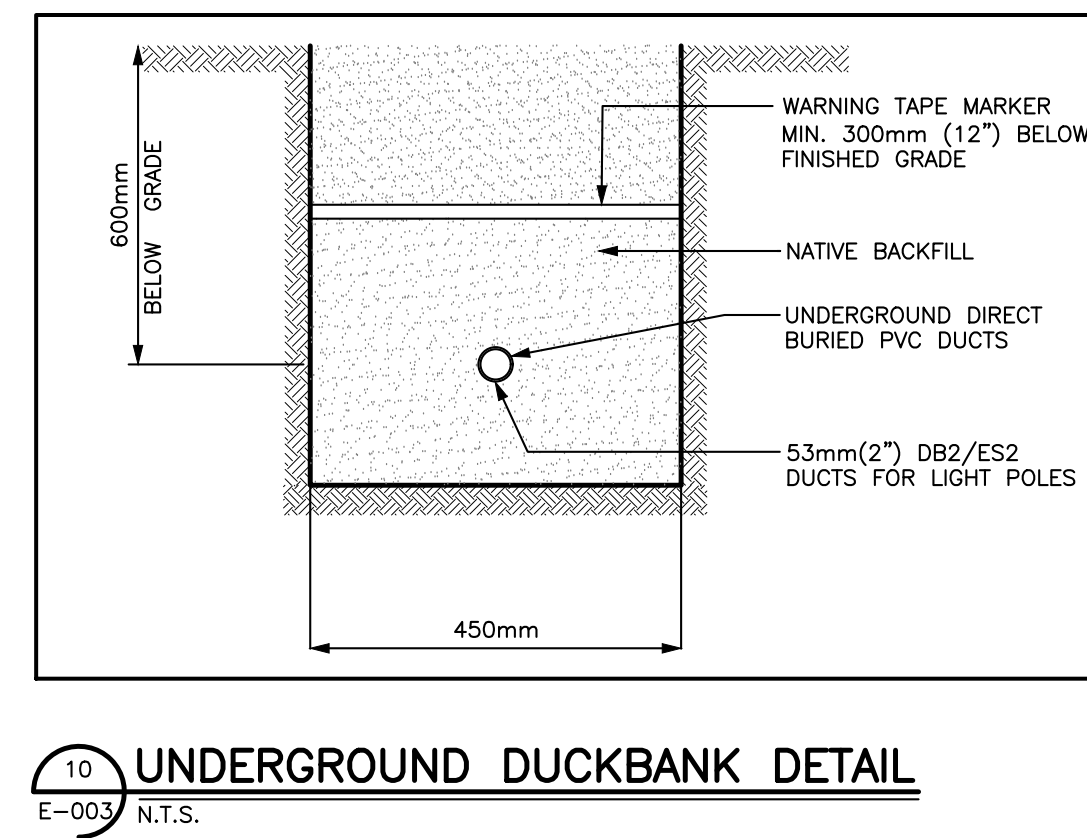 600mm
BELOW GRADE
WARNING TAPE MARKER
MIN. 300mm (12") BELOW
FINISHED GRADE
NATIVE BACKFILL
UNDERGROUND DIRECT
BURIED PVC DUCTS
53mm(2") DB2/ES2
DUCTS FOR LIGHT POLES
450mm
10
E-003
UNDERGROUND DUCKBANK DETAIL
N.T.S.